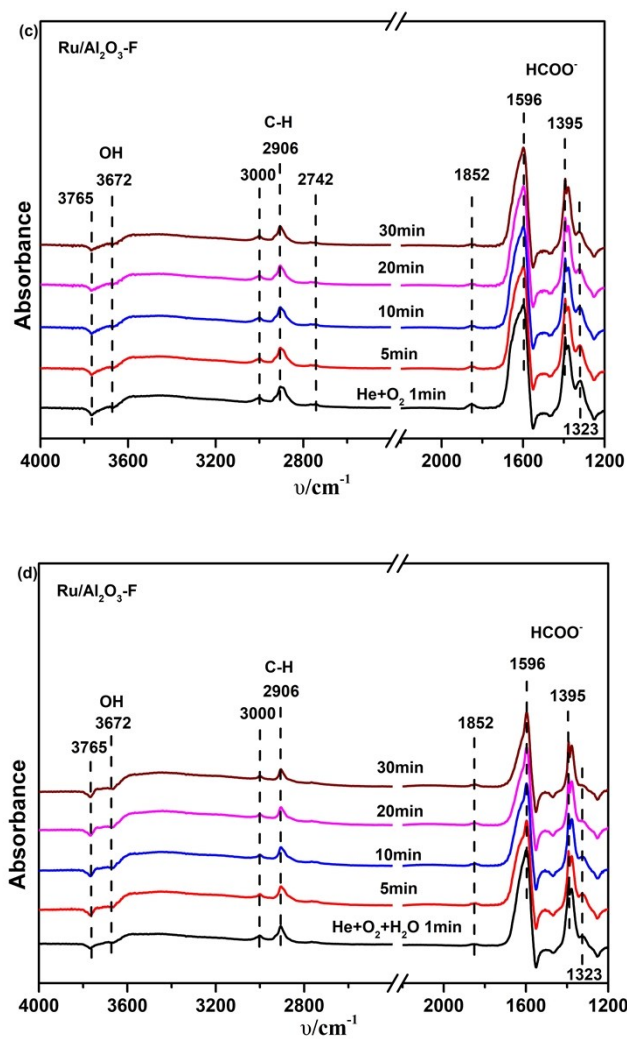 (c)
Ru/Al₂O₃-F
HCOO⁻
1596
1395
C-H
OH
2906
3765
3672
3000
2742
1852
30min
20min
10min
5min
He+O₂ 1min
1323
Absorbance
4000
3600
3200
2800
2000
1600
1200
υ/cm⁻¹
(d)
Ru/Al₂O₃-F
HCOO⁻
1596
1395
C-H
OH
2906
3765
3672
3000
1852
30min
20min
10min
5min
He+O₂+H₂O 1min
1323
Absorbance
4000
3600
3200
2800
2000
1600
1200
υ/cm⁻¹